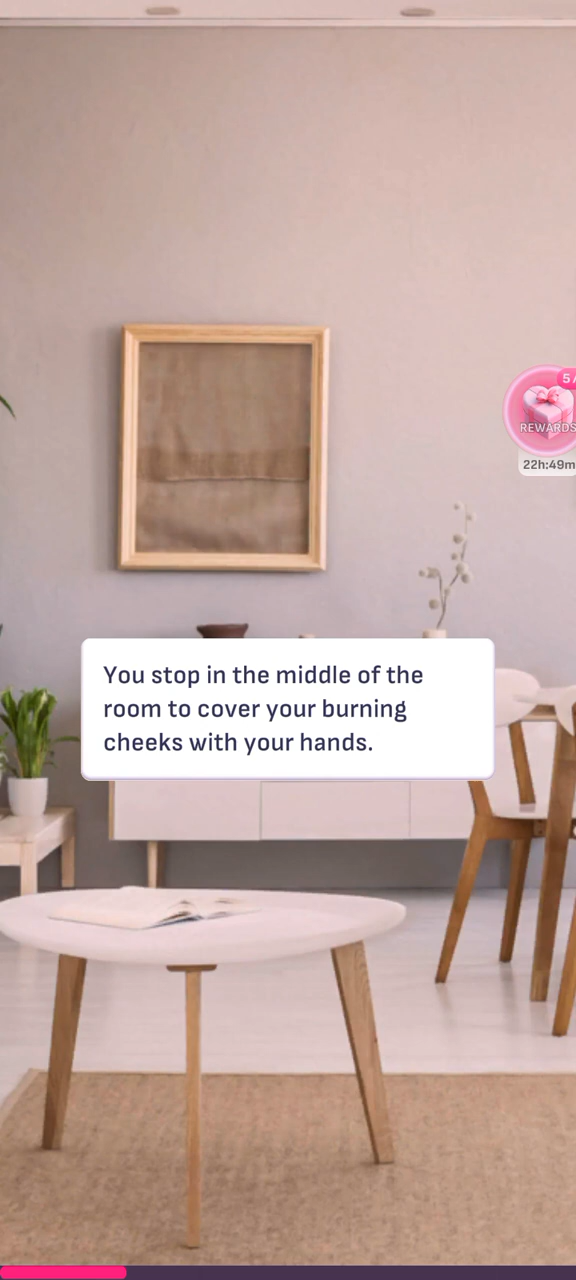 5/
REWARDS
22h:49m
You stop in the middle of the
room to cover your burning
cheeks with your hands.